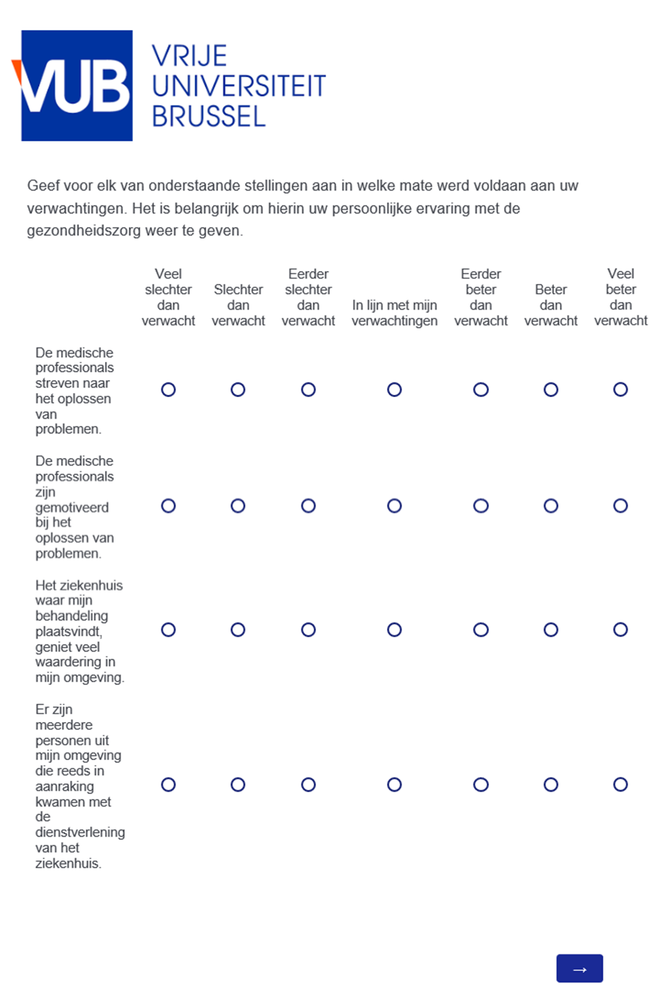 VUB
VRIJE
UNIVERSITEIT
BRUSSEL
Geef voor elk van onderstaande stellingen aan in welke mate werd voldaan aan uw
verwachtingen. Het is belangrijk om hierin uw persoonlijke ervaring met de
gezondheidszorg weer te geven.
Veel
slechter
dan
verwacht
Slechter
dan
verwacht
Eerder
slechter
dan
verwacht
In lijn met mijn
verwachtingen
Eerder
beter
dan
verwacht
Beter
dan
verwacht
Veel
beter
dan
verwacht
De medische
professionals
streven naar
het oplossen
van
problemen.
De medische
professionals
zijn
gemotiveerd
bij het
oplossen van
problemen.
Het ziekenhuis
waar mijn
behandeling
plaatsvindt,
geniet veel
waardering in
mijn omgeving.
Er zijn
meerdere
personen uit
mijn omgeving
die reeds in
aanraking
kwamen met
de
dienstverlening
van het
ziekenhuis.
→